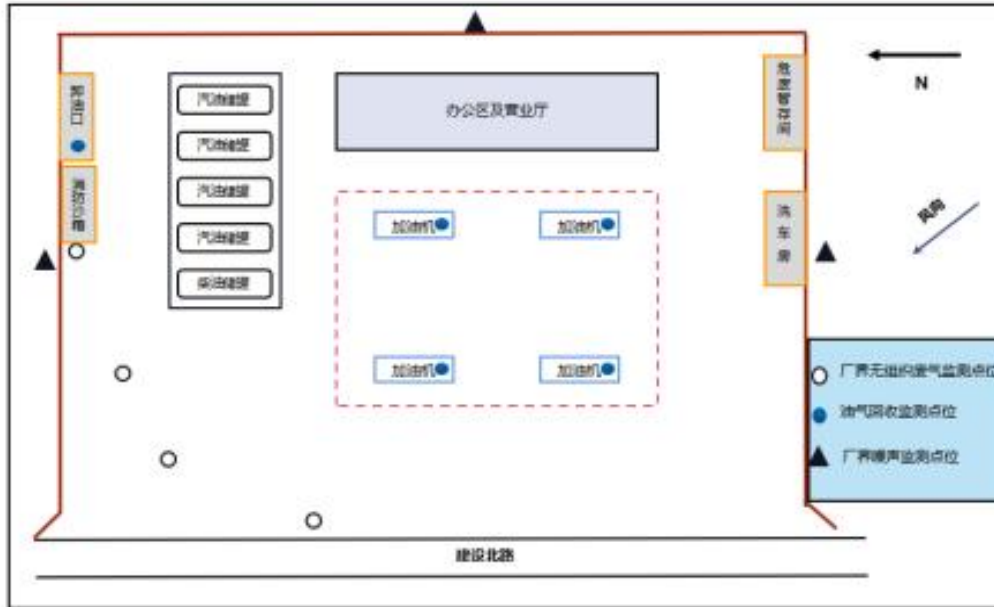 卸油口
消防沙箱
汽油储罐
汽油储罐
汽油储罐
汽油储罐
柴油储罐
办公区及营业厅
加油机
加油机
加油机
加油机
危废暂存间
洗车房
N
风向
厂界无组织废气监测点位
油气回收监测点位
厂界噪声监测点位
建设北路